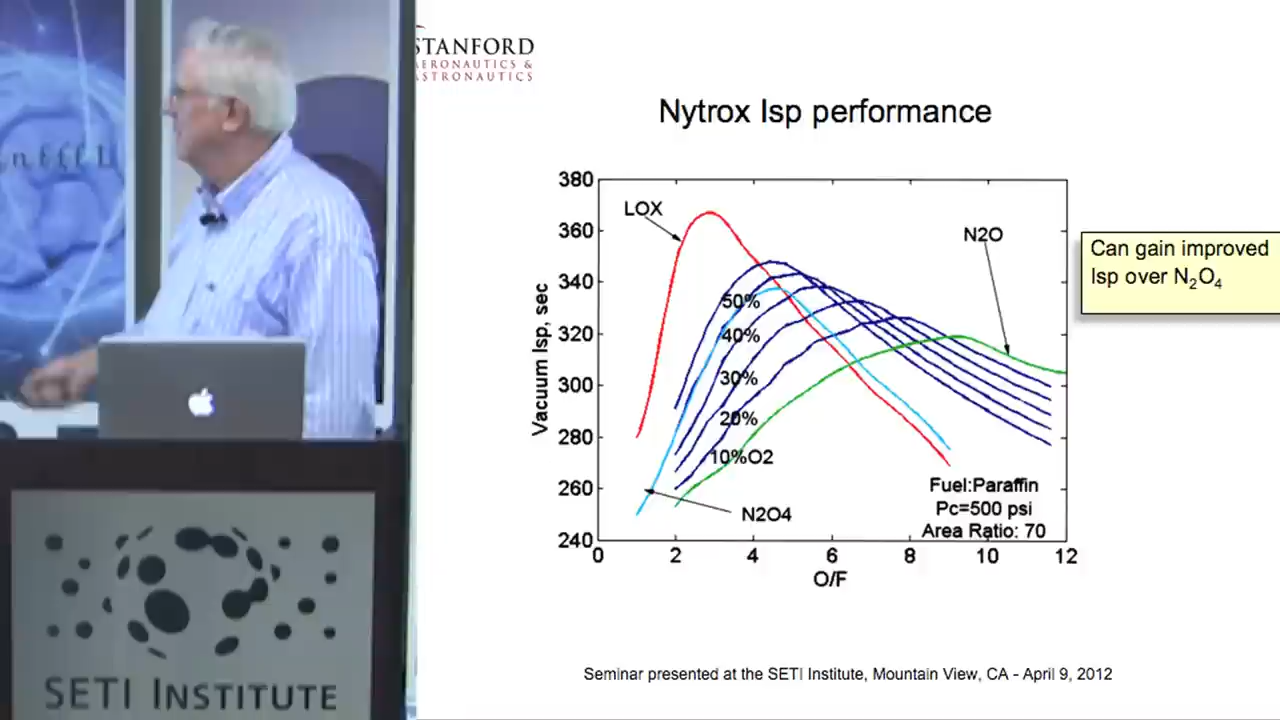 STANFORD
AERONAUTICS &
ASTRONAUTICS
Nytrox Isp performance
380
360
340
320
300
280
260
240
Vacuum Isp, sec
LOX
N2O
50%
40%
30%
20%
10%O2
N2O4
Fuel:Paraffin
Pc=500 psi
Area Ratio: 70
0 2 4 6 8 10 12
O/F
Can gain improved
Isp over N₂O₄
Seminar presented at the SETI Institute, Mountain View, CA - April 9, 2012
SETI INSTITUTE